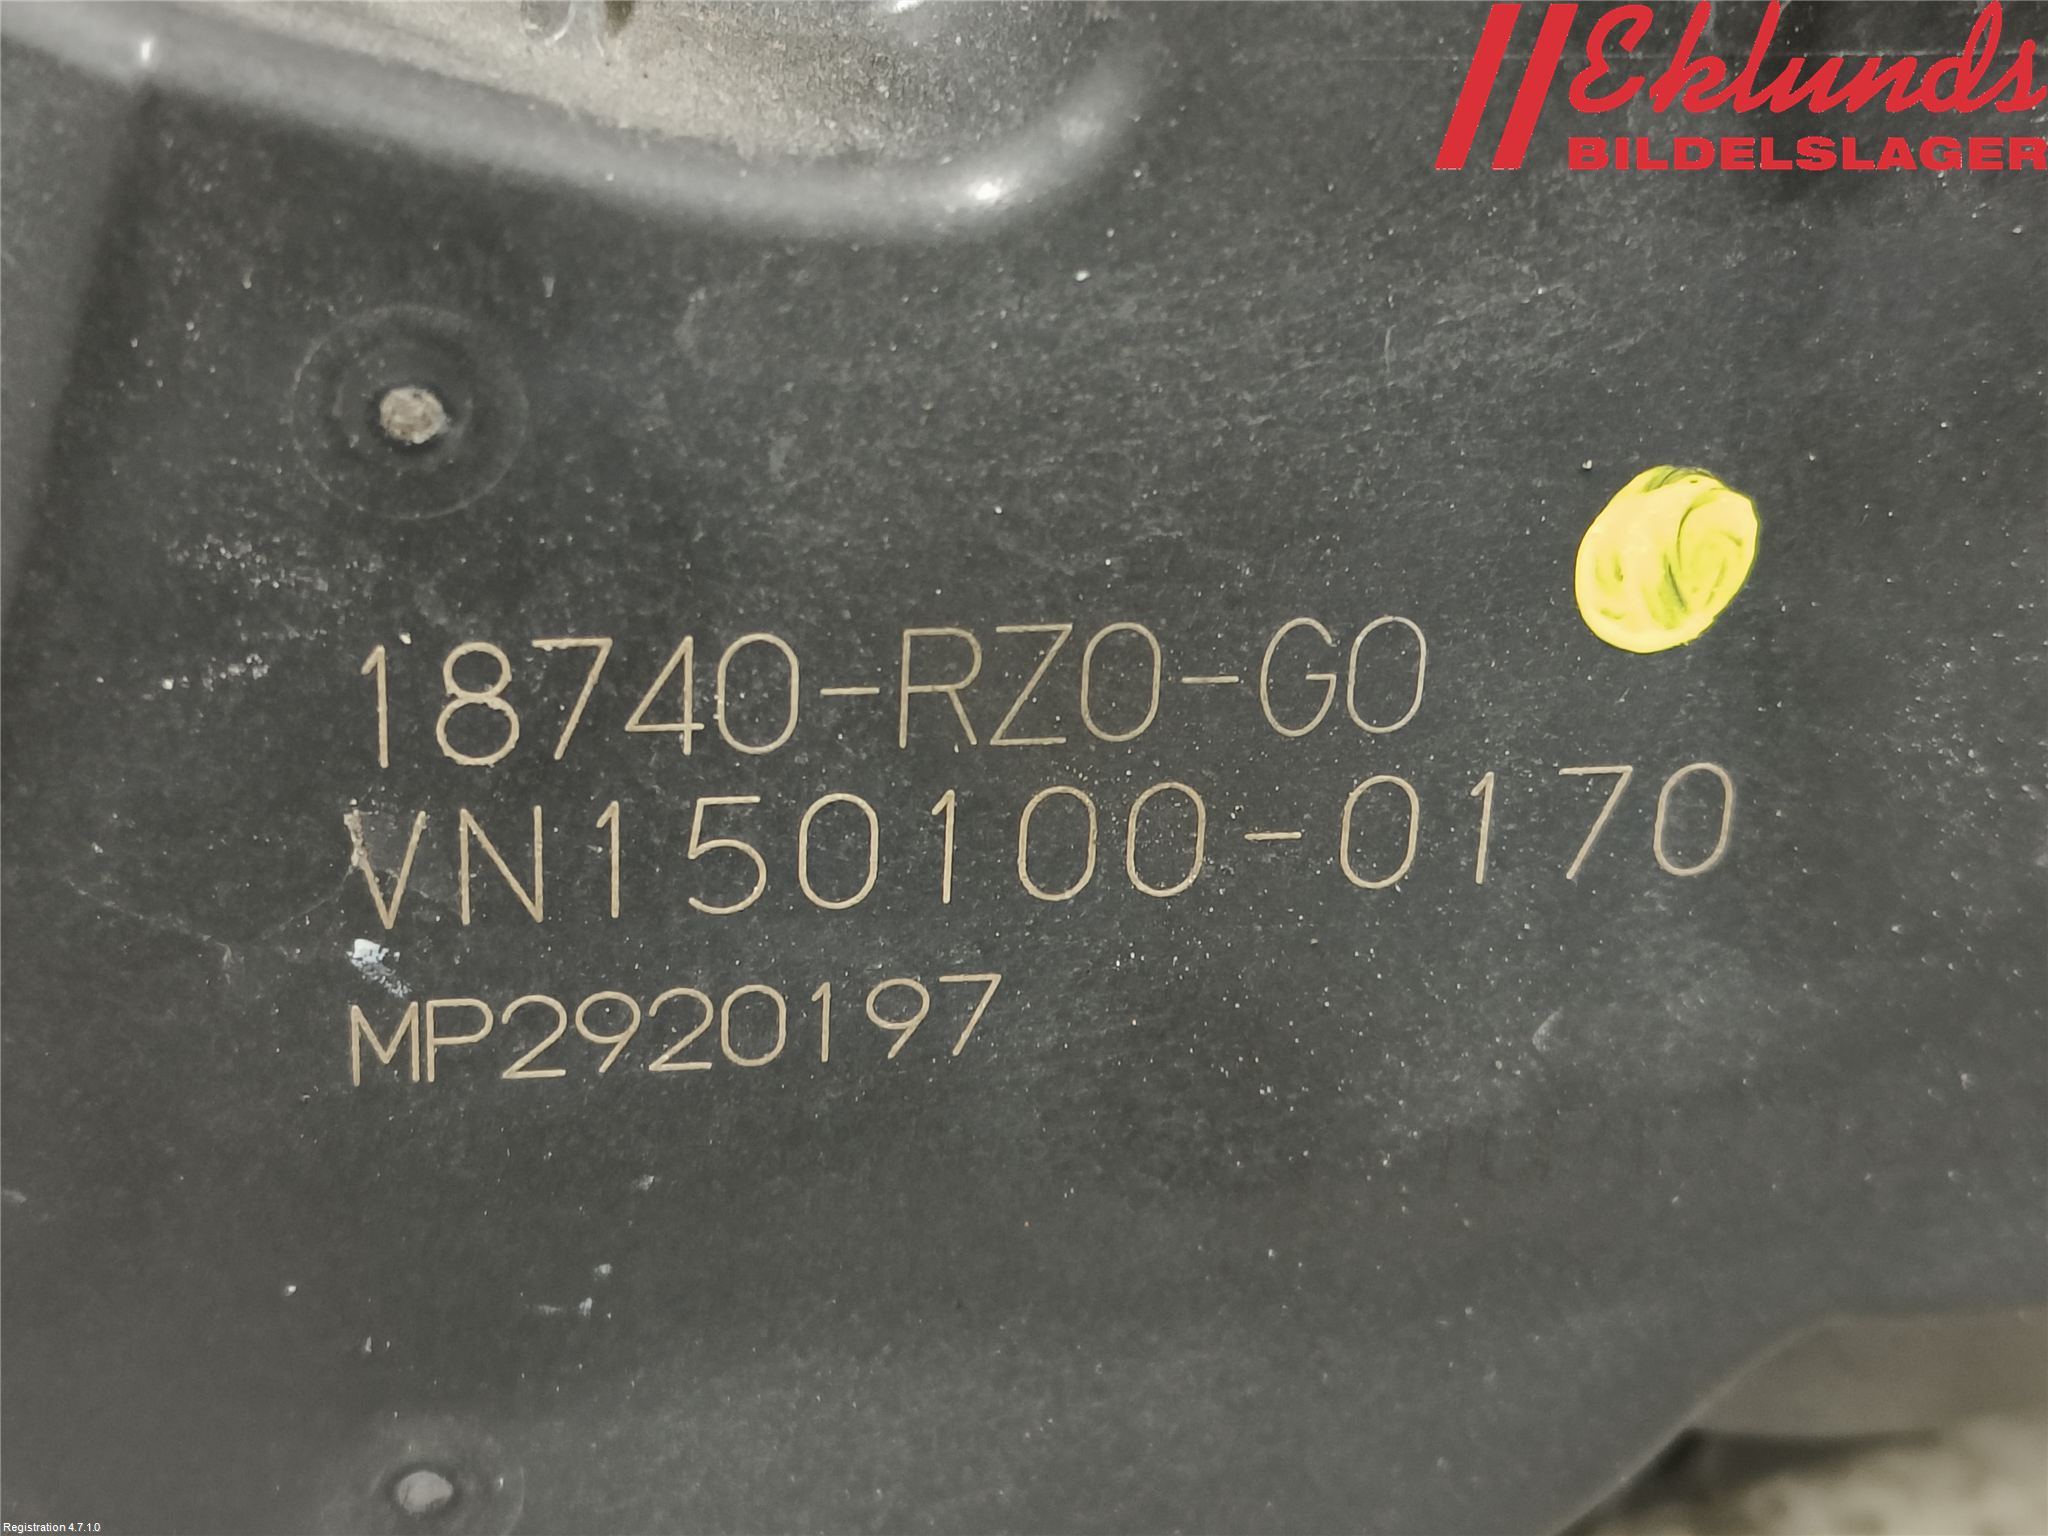 Eklunds
BILDELSLAGER
18740-RZ0-G0
VN150100-0170
MP2920197
Registration 4.7.1.0